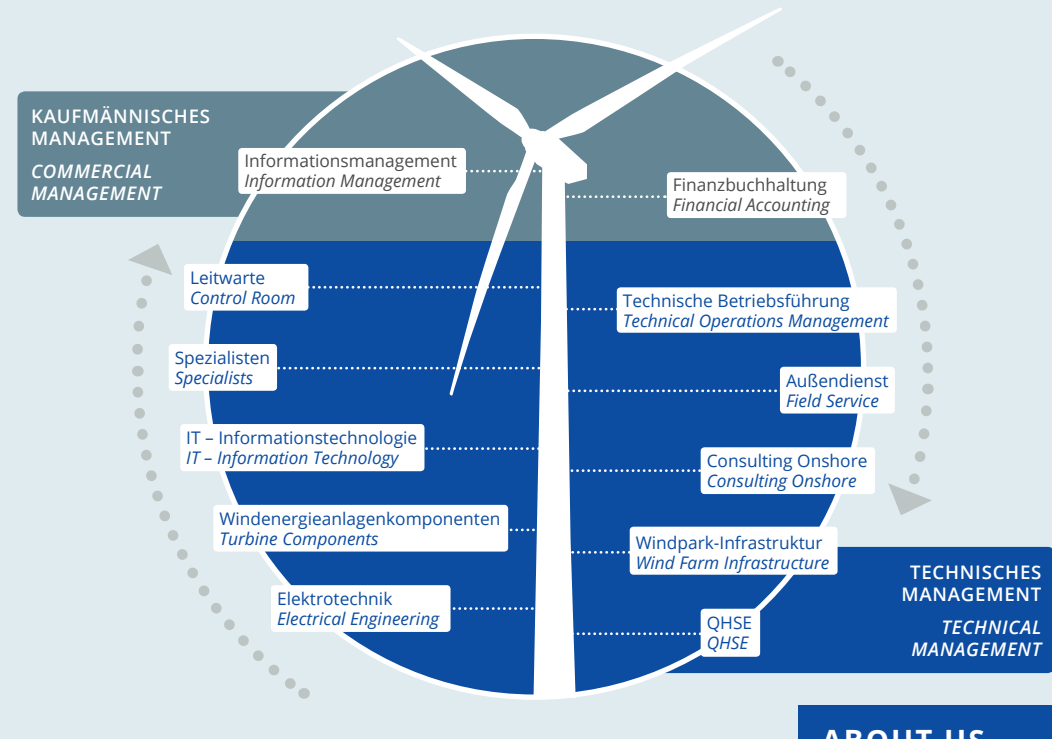 KAUFMÄNNISCHES
MANAGEMENT
COMMERCIAL
MANAGEMENT
Informationsmanagement
Information Management
Finanzbuchhaltung
Financial Accounting
Leitwarte
Control Room
Technische Betriebsführung
Technical Operations Management
Spezialisten
Specialists
Außendienst
Field Service
IT – Informationstechnologie
IT – Information Technology
Consulting Onshore
Consulting Onshore
Windenergieanlagenkomponenten
Turbine Components
Windpark-Infrastruktur
Wind Farm Infrastructure
Elektrotechnik
Electrical Engineering
QHSE
QHSE
TECHNISCHES
MANAGEMENT
TECHNICAL
MANAGEMENT
ABOUT US